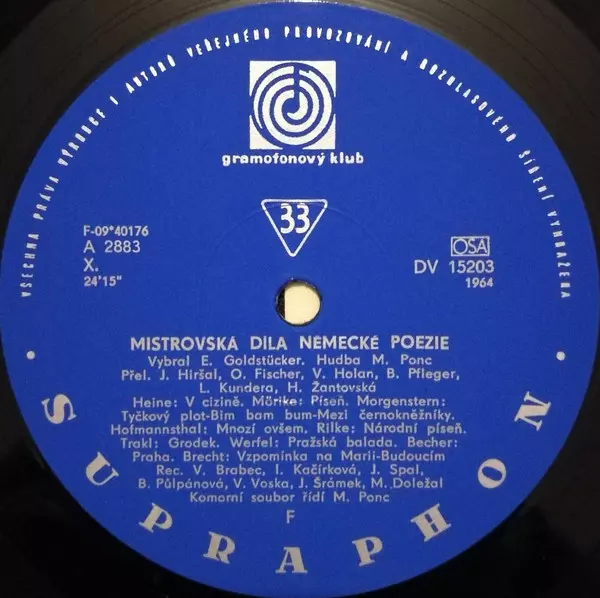 VŠECHNA PRÁVA VÝROBCE I AUTORŮ VEŘEJNÉHO PROVOZOVÁNÍ A ROZHLASOVÉHO ŠÍŘENÍ VYHRAŽENA
gramofonový klub
33
F-09*40176
A 2883
X.
24'15"
OSA
DV 15203
1964
MISTROVSKÁ DÍLA NĚMECKÉ POEZIE
Vybral E. Goldstücker. Hudba M. Ponc
Přel. J. Hiršal, O. Fischer, V. Holan, B. Pfleger,
L. Kundera, H. Žantovská
Heine: V cizině. Mörike: Píseň. Morgenstern:
Tyčkový plot-Bim bam bum-Mezi černokněžníky.
Hofmannsthal: Mnozí ovšem. Rilke: Národní píseň.
Trakl: Grodek. Werfel: Pražská balada. Becher:
Praha. Brecht: Vzpomínka na Marii-Budoucím
Rec. V. Brabec, I. Kačírková, J. Spal,
B. Půlpánová, V. Voska, J. Šrámek, M. Doležal
Komorní soubor řídí M. Ponc
F
• SUPRAPHON •